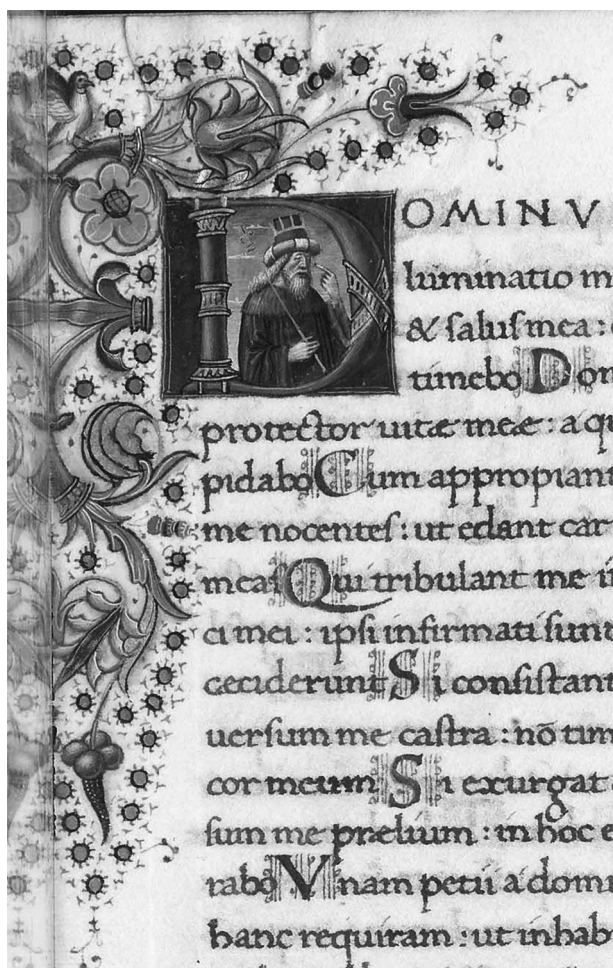 DOMINV
luminatio m
& saluſ mea :
timebo Dom
protector uitæ meæ : a qu
pidabo Cum appropiant
me nocenteſ : ut edant car
meaſ Qui tribulant me i
ci mei : ipſi infirmati ſunt
ceciderunt Si conſiſtant
uerſum me caſtra : nō tim
cor meum Si exurgat
ſum me prælium : in hoc e
rabo Vnam petii a domi
hanc requiram : ut inhab